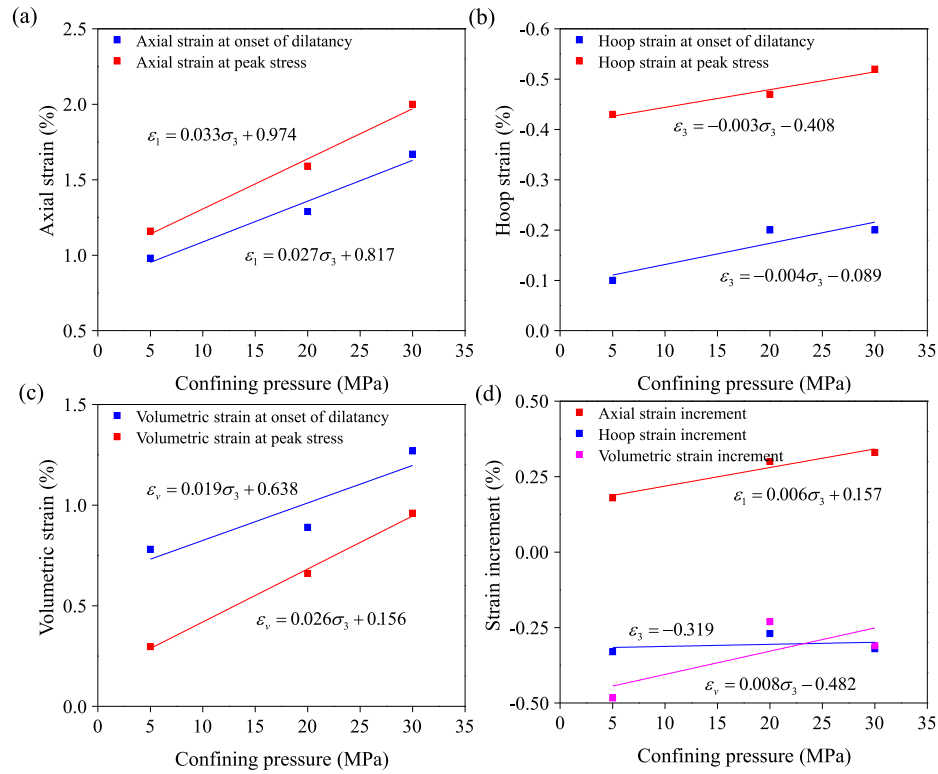 (a)
2.5
2.0
1.5
1.0
0.5
Axial strain (%)
Axial strain at onset of dilatancy
Axial strain at peak stress
ε₁ = 0.033σ₃ + 0.974
ε₁ = 0.027σ₃ + 0.817
0 5 10 15 20 25 30 35
Confining pressure (MPa)
(b)
-0.6
-0.5
-0.4
-0.3
-0.2
-0.1
0.0
Hoop strain (%)
Hoop strain at onset of dilatancy
Hoop strain at peak stress
ε₃ = −0.003σ₃ − 0.408
ε₃ = −0.004σ₃ − 0.089
0 5 10 15 20 25 30 35
Confining pressure (MPa)
(c)
1.5
1.0
0.5
0.0
Volumetric strain (%)
Volumetric strain at onset of dilatancy
Volumetric strain at peak stress
εᵥ = 0.019σ₃ + 0.638
εᵥ = 0.026σ₃ + 0.156
0 5 10 15 20 25 30 35
Confining pressure (MPa)
(d)
0.50
0.25
0.00
-0.25
-0.50
Strain increment (%)
Axial strain increment
Hoop strain increment
Volumetric strain increment
ε₁ = 0.006σ₃ + 0.157
ε₃ = −0.319
εᵥ = 0.008σ₃ − 0.482
0 5 10 15 20 25 30 35
Confining pressure (MPa)